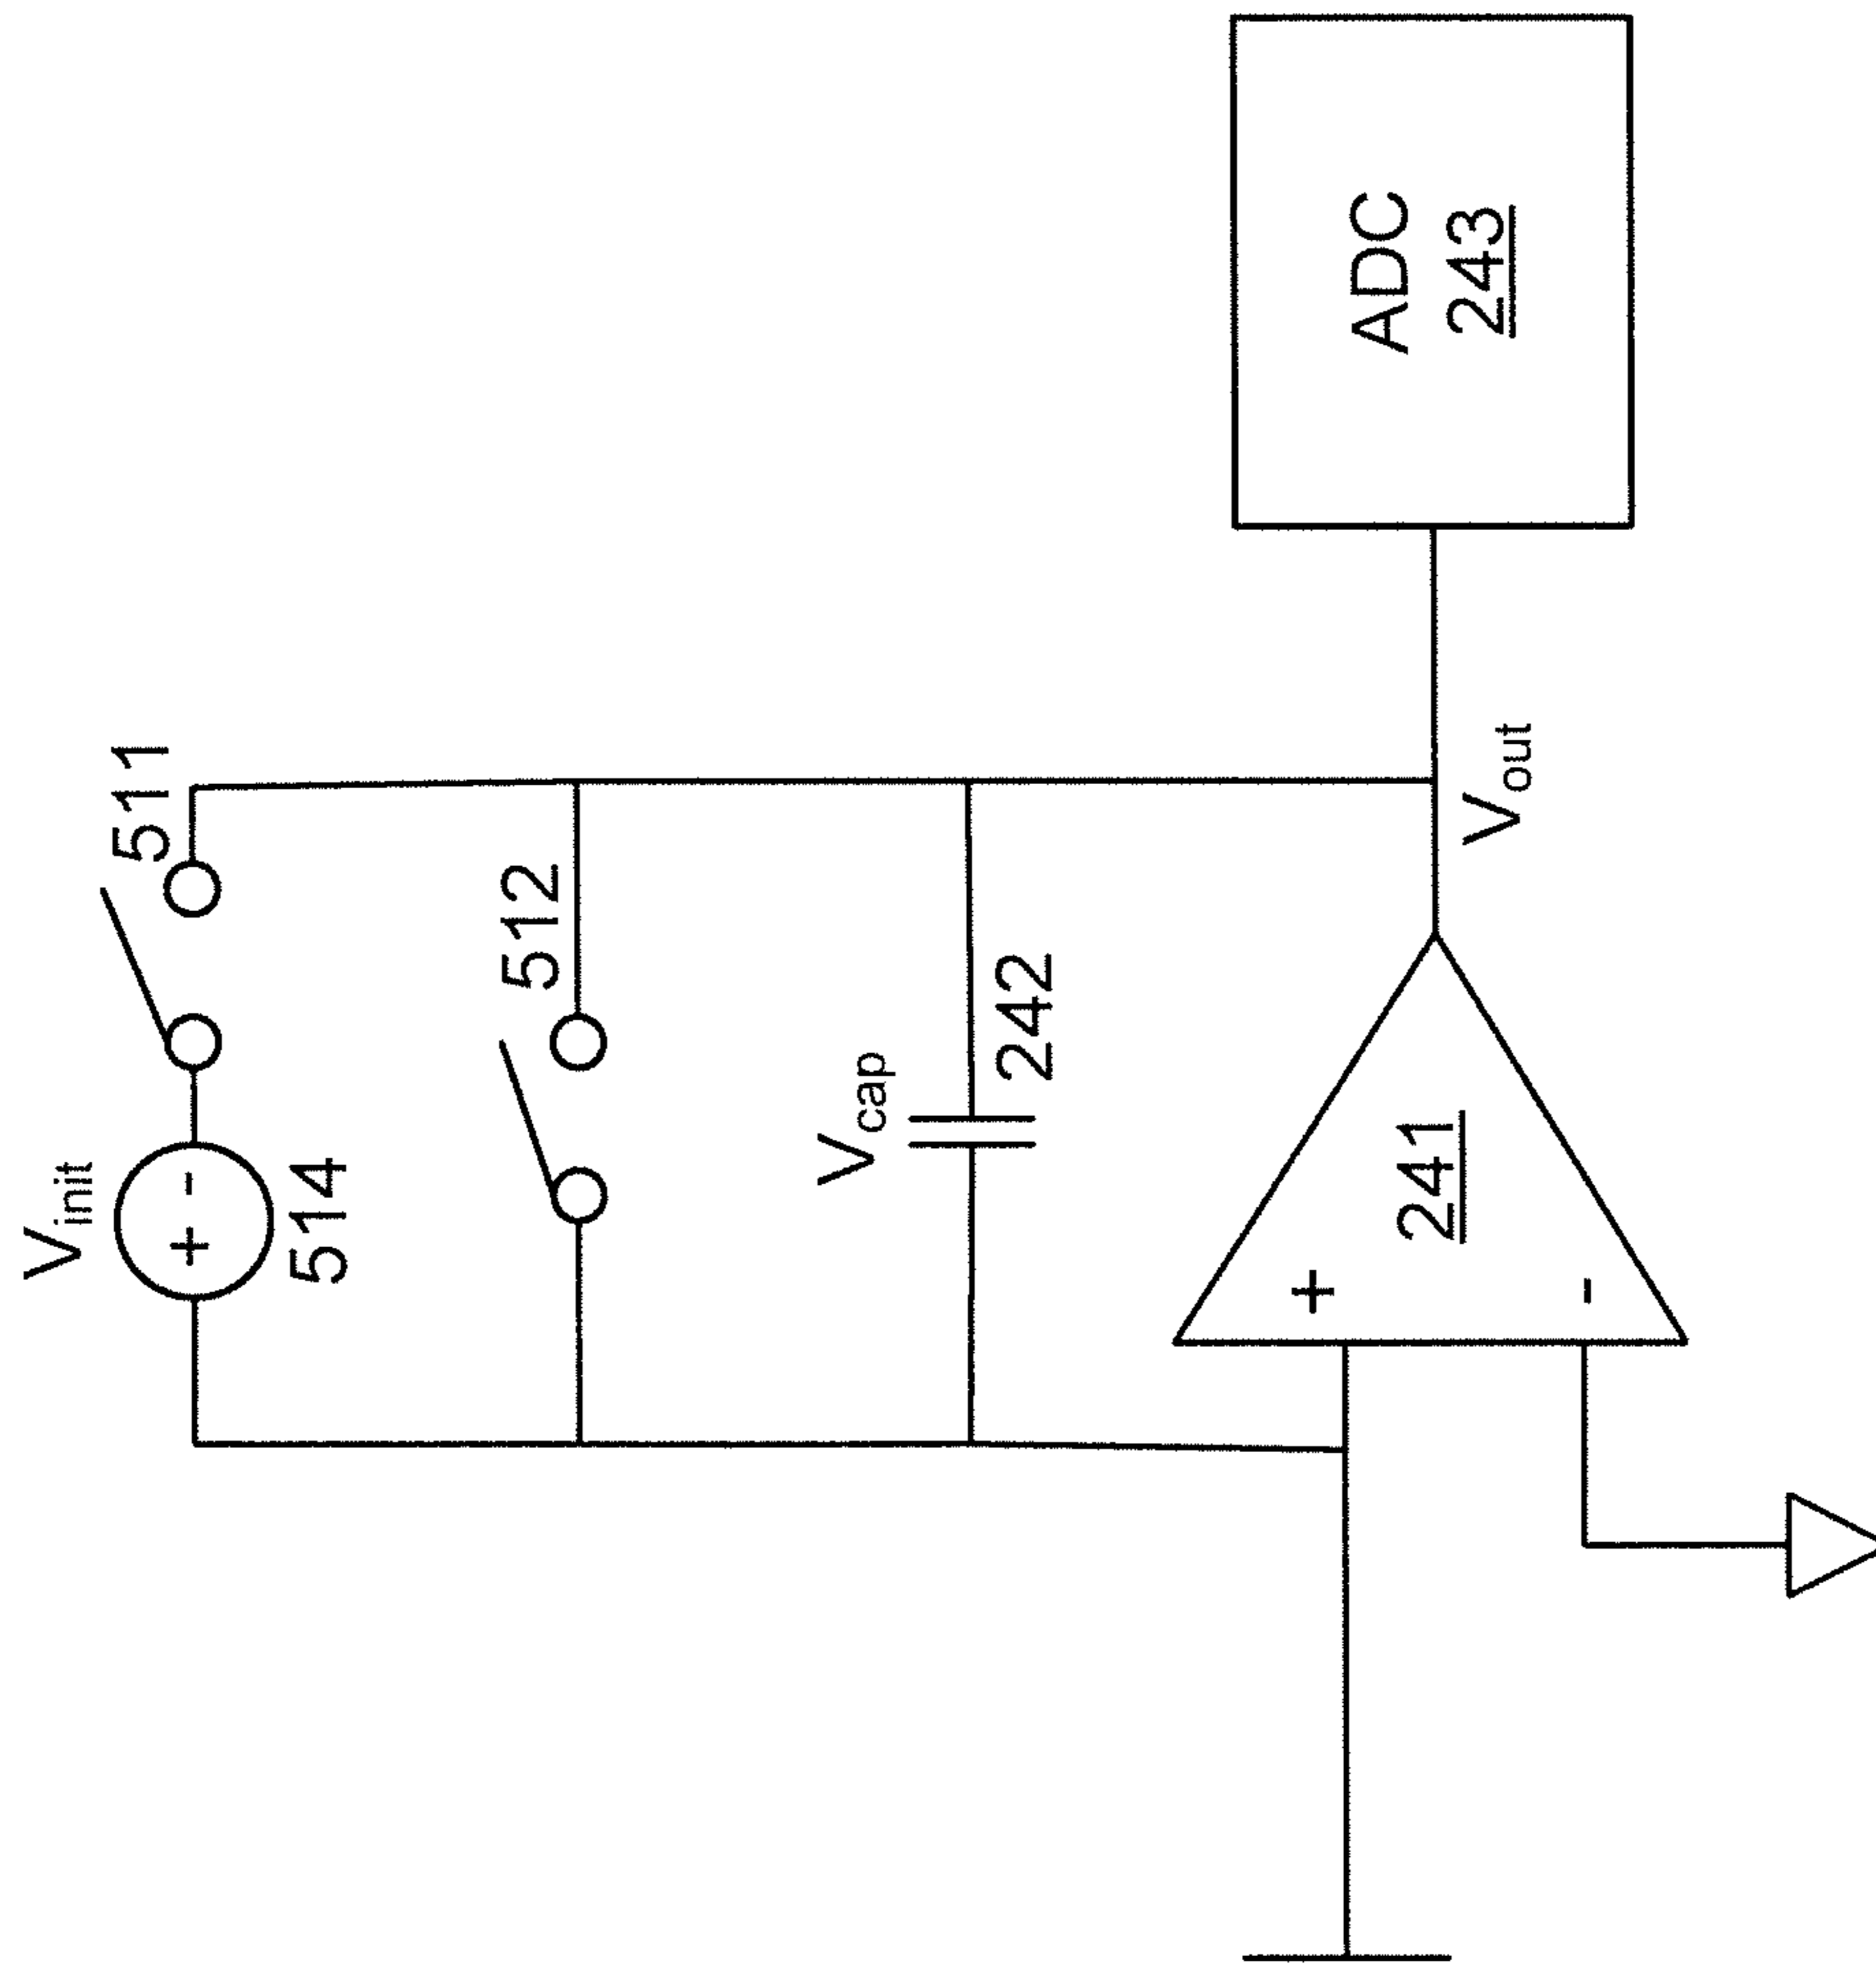 V_init
+ -
514
511
512
V_cap
242
+
-
241
V_out
ADC
243